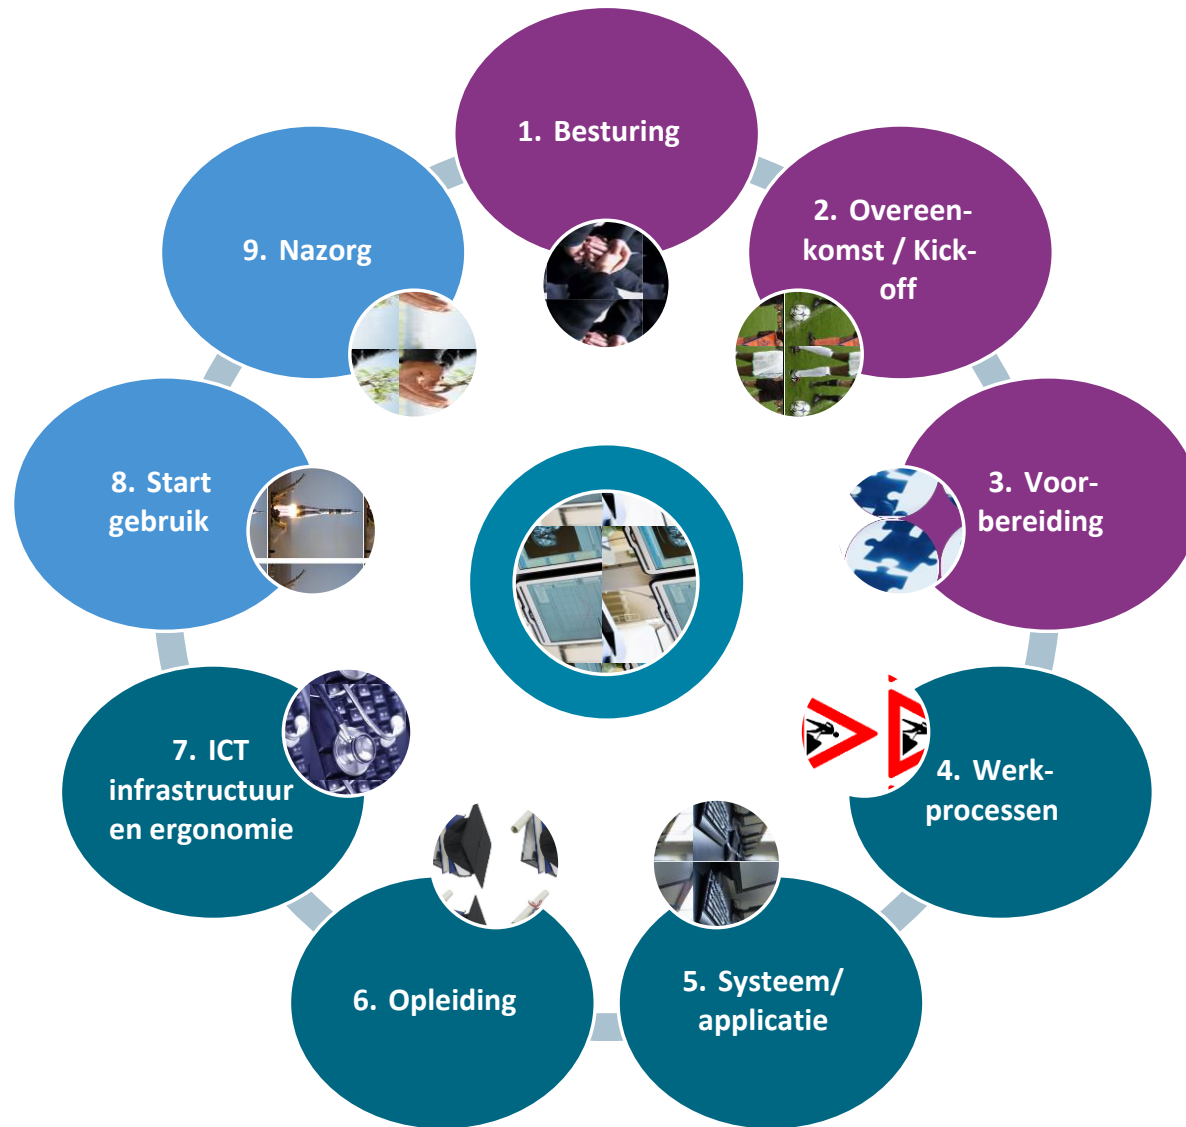 1. Besturing
2. Overeen-
komst / Kick-
off
3. Voor-
bereiding
4. Werk-
processen
5. Systeem/
applicatie
6. Opleiding
7. ICT
infrastructuur
en ergonomie
8. Start
gebruik
9. Nazorg